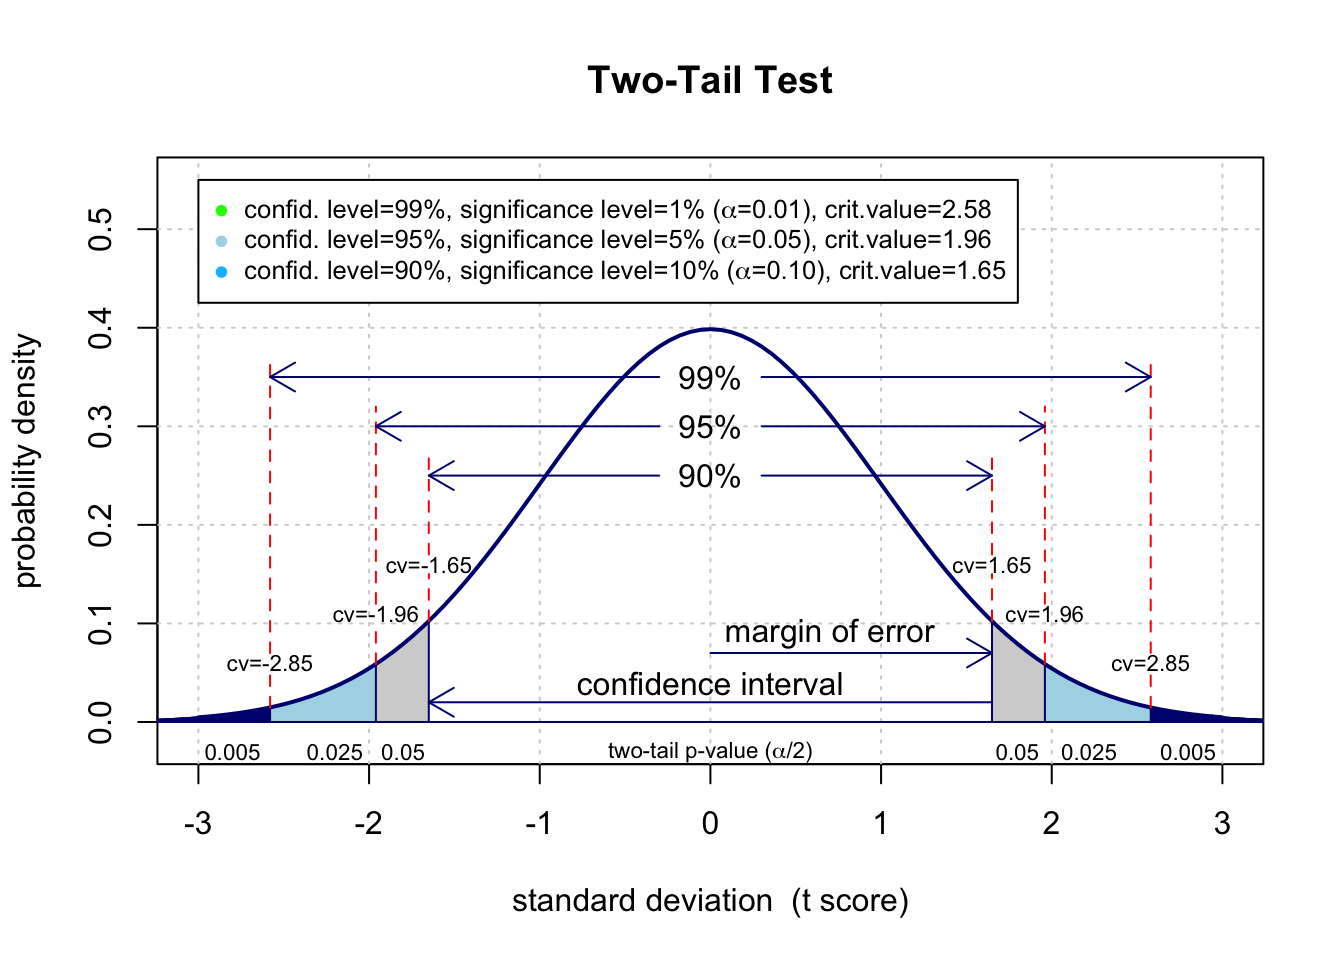 Two-Tail Test
confid. level=99%, significance level=1% (α=0.01), crit.value=2.58
confid. level=95%, significance level=5% (α=0.05), crit.value=1.96
confid. level=90%, significance level=10% (α=0.10), crit.value=1.65
probability density
0.5
0.4
0.3
0.2
0.1
0.0
99%
95%
90%
cv=-1.65
cv=1.65
cv=-1.96
cv=1.96
margin of error
cv=-2.85
cv=2.85
confidence interval
0.005 0.025 0.05 two-tail p-value (α/2) 0.05 0.025 0.005
-3 -2 -1 0 1 2 3
standard deviation (t score)